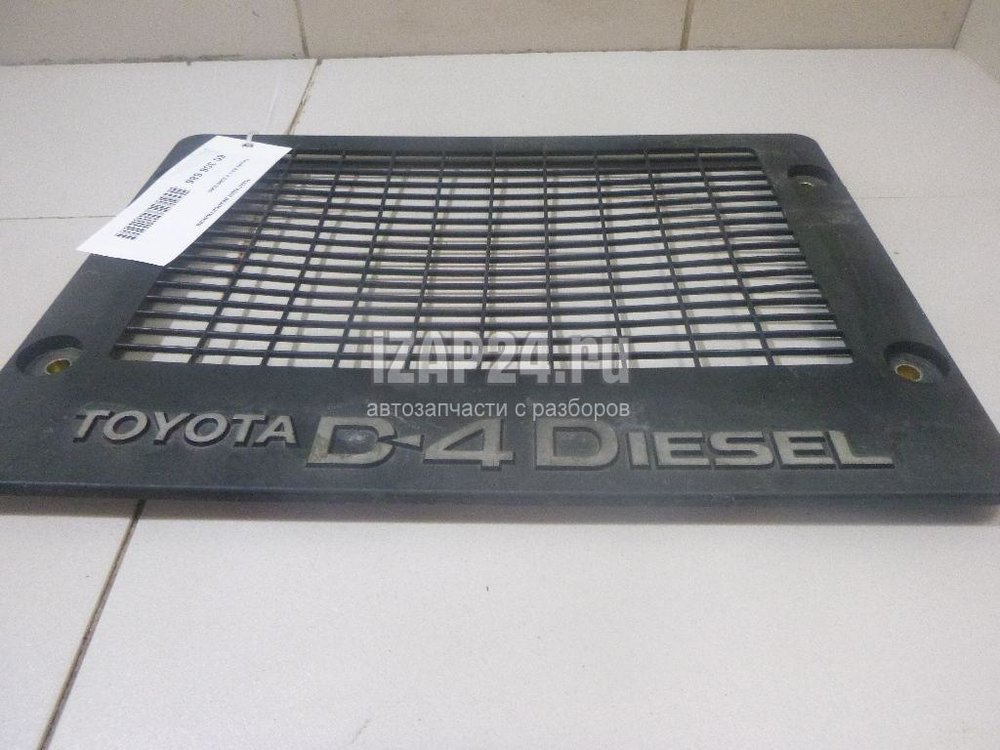 IZAP24.ru
автозапчасти с разборов
TOYOTA D-4 DIESEL